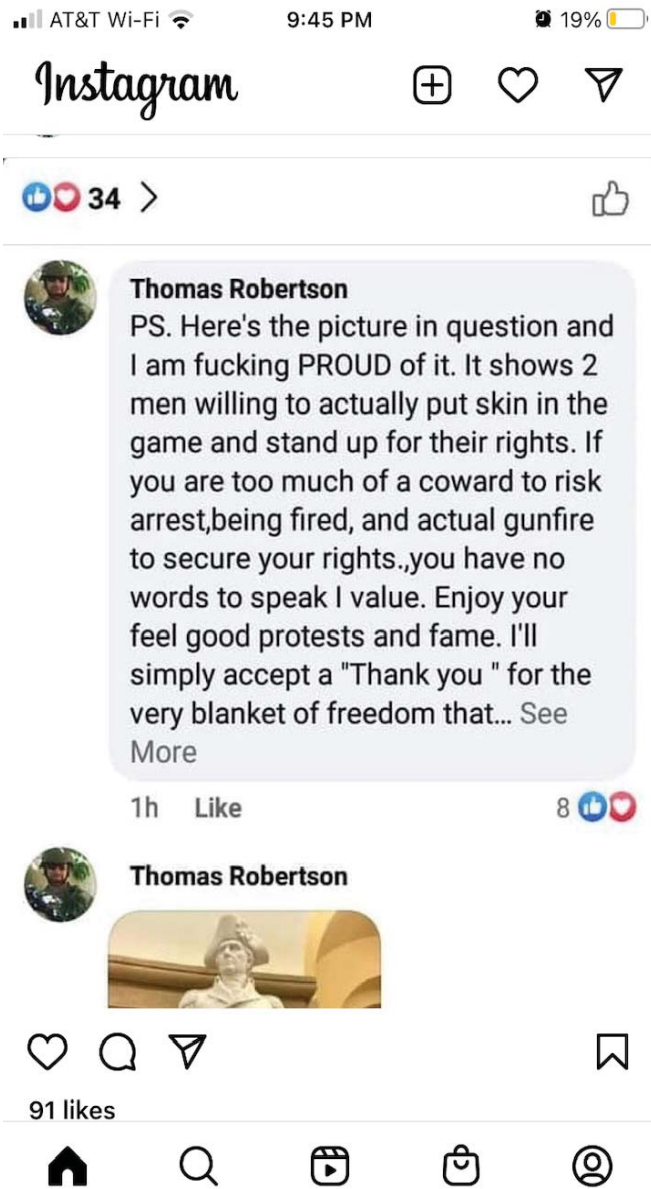 AT&T Wi-Fi 9:45 PM 19%
Instagram
34
Thomas Robertson
PS. Here's the picture in question and
I am fucking PROUD of it. It shows 2
men willing to actually put skin in the
game and stand up for their rights. If
you are too much of a coward to risk
arrest,being fired, and actual gunfire
to secure your rights.,you have no
words to speak I value. Enjoy your
feel good protests and fame. I'll
simply accept a "Thank you " for the
very blanket of freedom that... See
More
1h Like 8
Thomas Robertson
91 likes